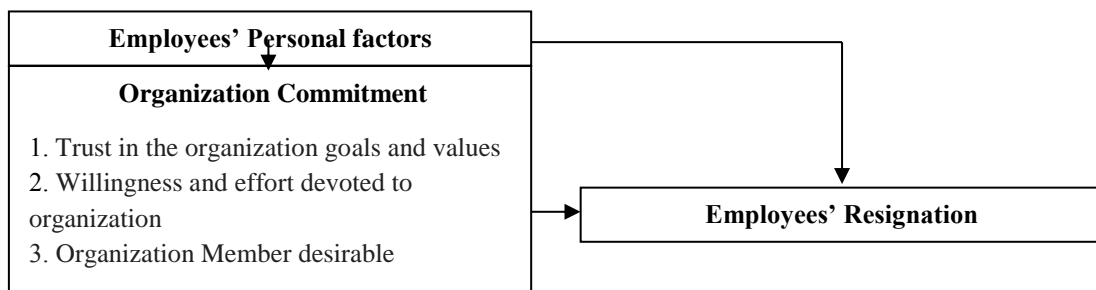 Employees’ Personal factors
Organization Commitment
1. Trust in the organization goals and values
2. Willingness and effort devoted to
organization
3. Organization Member desirable
Employees’ Resignation